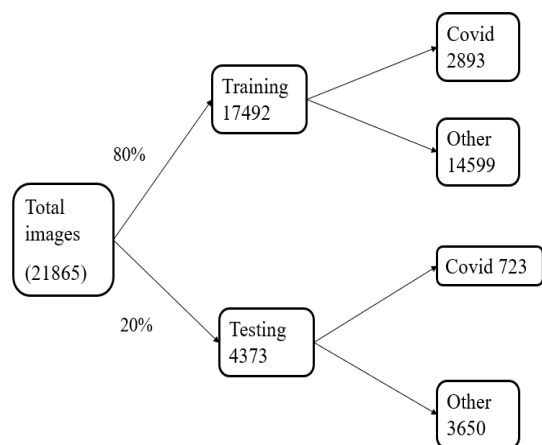 Total
images
(21865)
80%
20%
Training
17492
Testing
4373
Covid
2893
Other
14599
Covid 723
Other
3650